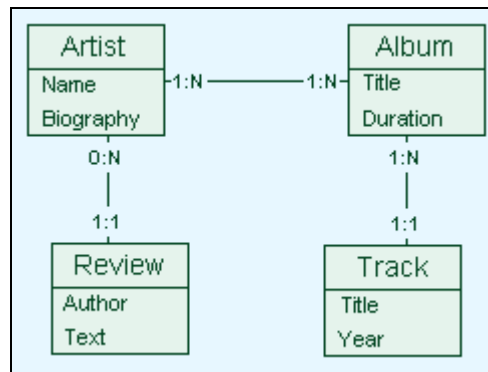 Artist
Name
Biography
1:N
1:N
Album
Title
Duration
0:N
1:1
1:N
1:1
Review
Author
Text
Track
Title
Year